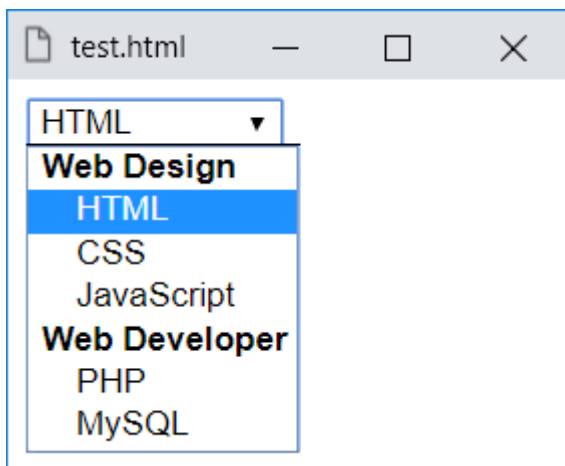 test.html
HTML
Web Design
HTML
CSS
JavaScript
Web Developer
PHP
MySQL